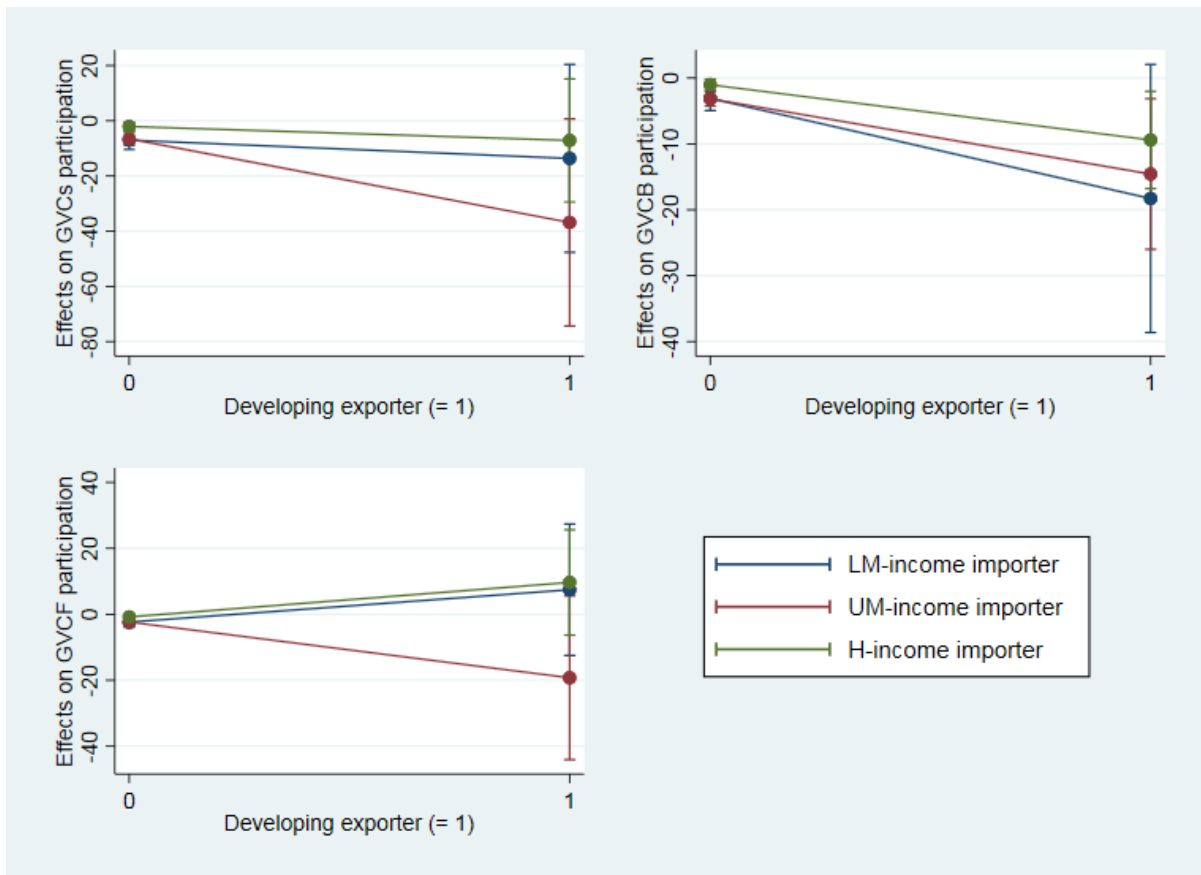 Effects on GVCs participation
20
0
-20
-40
-60
-80
0
1
Developing exporter (= 1)
Effects on GVCB participation
0
-10
-20
-30
-40
0
1
Developing exporter (= 1)
Effects on GVCF participation
40
20
0
-20
-40
0
1
Developing exporter (= 1)
LM-income importer
UM-income importer
H-income importer